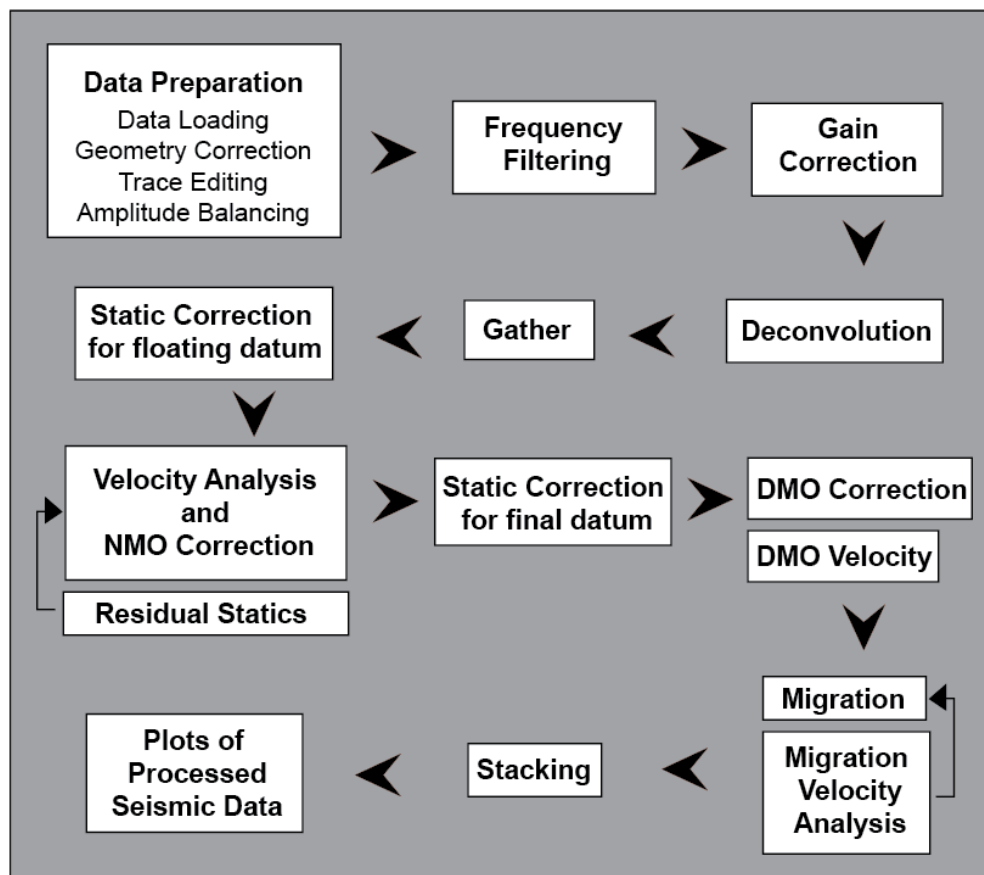 Data Preparation
Data Loading
Geometry Correction
Trace Editing
Amplitude Balancing
Frequency
Filtering
Gain
Correction
Deconvolution
Gather
Static Correction
for floating datum
Velocity Analysis
and
NMO Correction
Residual Statics
Static Correction
for final datum
DMO Correction
DMO Velocity
Migration
Migration
Velocity
Analysis
Stacking
Plots of
Processed
Seismic Data